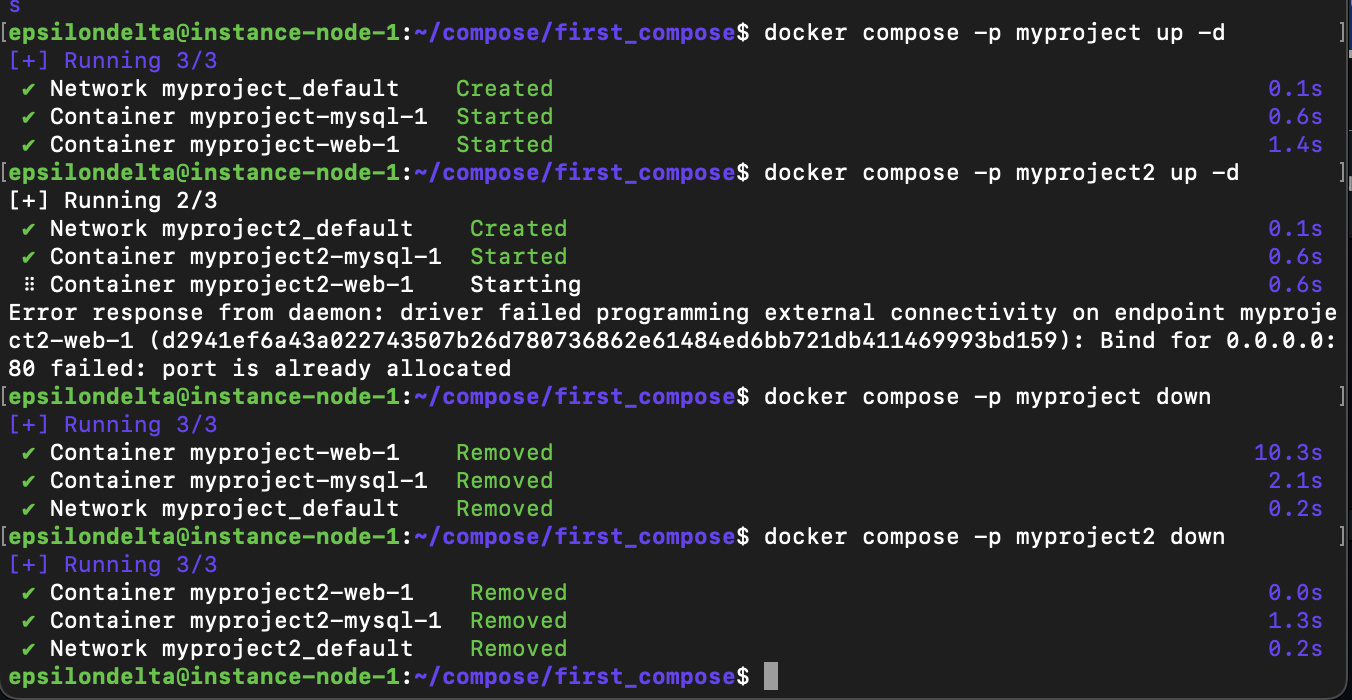 s
[epsilondelta@instance-node-1:~/compose/first_compose$ docker compose -p myproject up -d ]
[+] Running 3/3
✔ Network myproject_default Created 0.1s
✔ Container myproject-mysql-1 Started 0.6s
✔ Container myproject-web-1 Started 1.4s
[epsilondelta@instance-node-1:~/compose/first_compose$ docker compose -p myproject2 up -d ]
[+] Running 2/3
✔ Network myproject2_default Created 0.1s
✔ Container myproject2-mysql-1 Started 0.6s
⠿ Container myproject2-web-1 Starting 0.6s
Error response from daemon: driver failed programming external connectivity on endpoint myproje
ct2-web-1 (d2941ef6a43a022743507b26d780736862e61484ed6bb721db411469993bd159): Bind for 0.0.0.0:
80 failed: port is already allocated
[epsilondelta@instance-node-1:~/compose/first_compose$ docker compose -p myproject down ]
[+] Running 3/3
✔ Container myproject-web-1 Removed 10.3s
✔ Container myproject-mysql-1 Removed 2.1s
✔ Network myproject_default Removed 0.2s
[epsilondelta@instance-node-1:~/compose/first_compose$ docker compose -p myproject2 down ]
[+] Running 3/3
✔ Container myproject2-web-1 Removed 0.0s
✔ Container myproject2-mysql-1 Removed 1.3s
✔ Network myproject2_default Removed 0.2s
epsilondelta@instance-node-1:~/compose/first_compose$